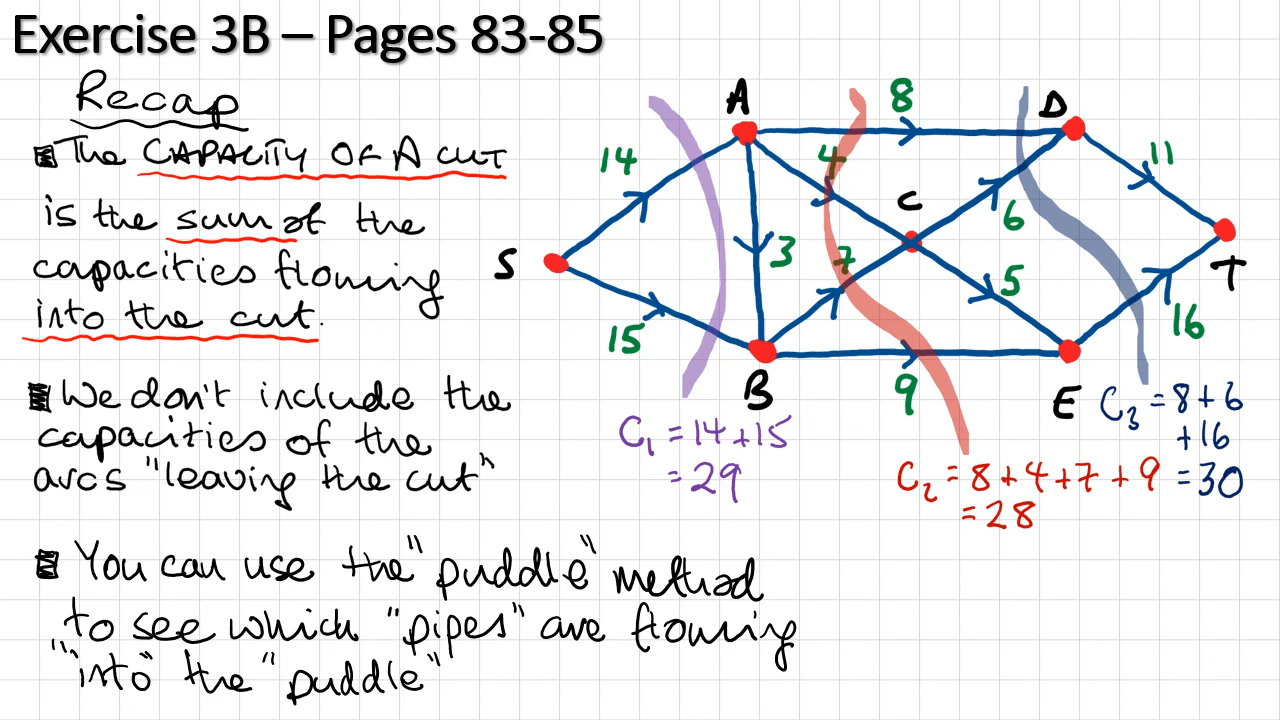 Exercise 3B – Pages 83-85
Recap
The CAPACITY OF A CUT
is the sum of the
capacities flowing
into the cut.
We don't include the
capacities of the
arcs "leaving the cut"
You can use the "puddle" method
to see which "pipes" are flowing
"into" the "puddle"
A
8
D
14
4
11
C
S
3
7
6
5
T
15
16
B
9
E
C₁ = 14 + 15
= 29
C₂ = 8 + 4 + 7 + 9
= 28
C₃ = 8 + 6
+ 16
= 30